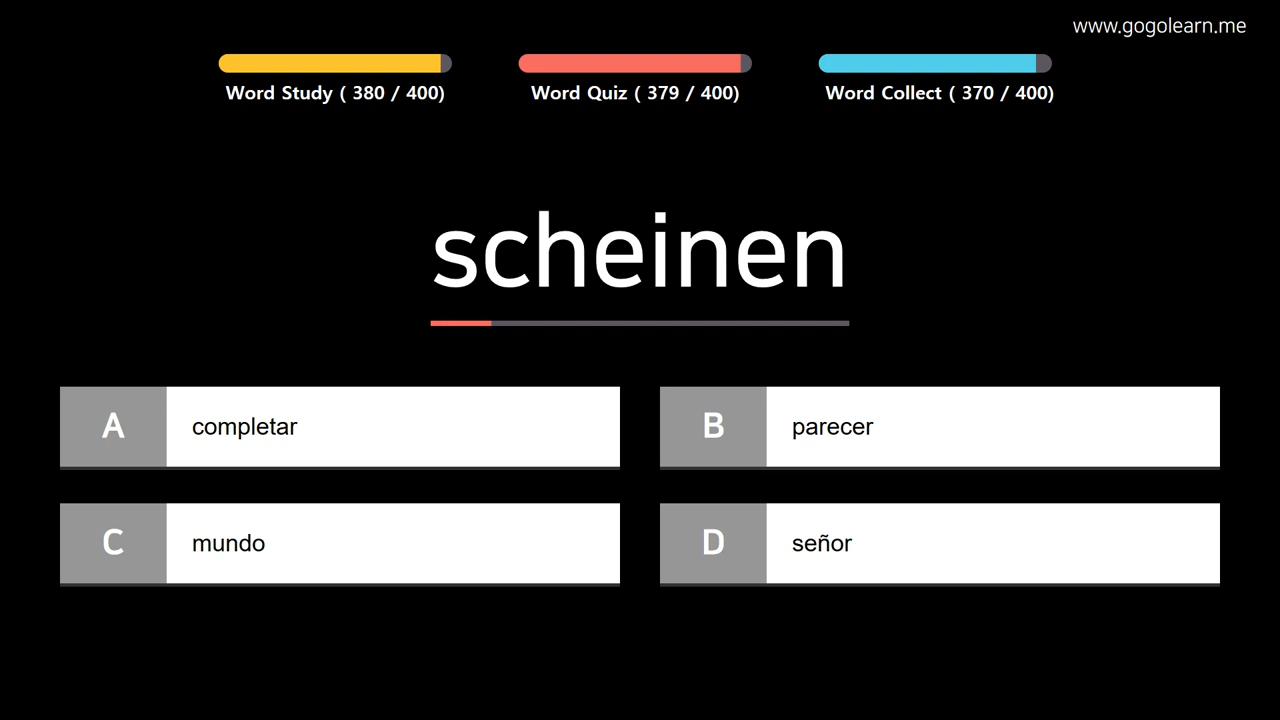 www.gogolearn.me
Word Study ( 380 / 400)
Word Quiz ( 379 / 400)
Word Collect ( 370 / 400)
scheinen
A completar
B parecer
C mundo
D señor